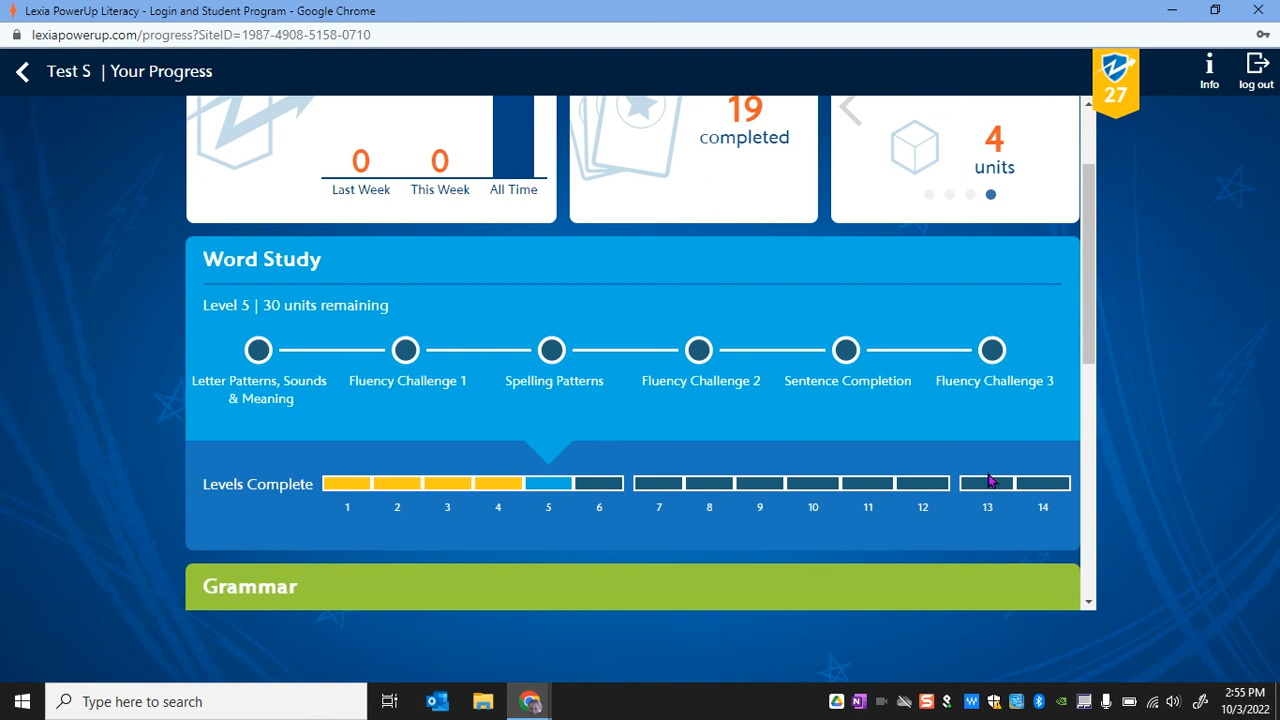 Lexia PowerUp Literacy - Login and Student Program - Google Chrome
lexiapowerup.com/progress?SiteID=1987-4908-5158-0710
Test S | Your Progress
27
Info
log out
0
0
Last Week
This Week
All Time
19
completed
4
units
Word Study
Level 5 | 30 units remaining
Letter Patterns, Sounds
& Meaning
Fluency Challenge 1
Spelling Patterns
Fluency Challenge 2
Sentence Completion
Fluency Challenge 3
Levels Complete
1 2 3 4 5 6 7 8 9 10 11 12 13 14
Grammar
Type here to search
2:55 PM
10/3/2022